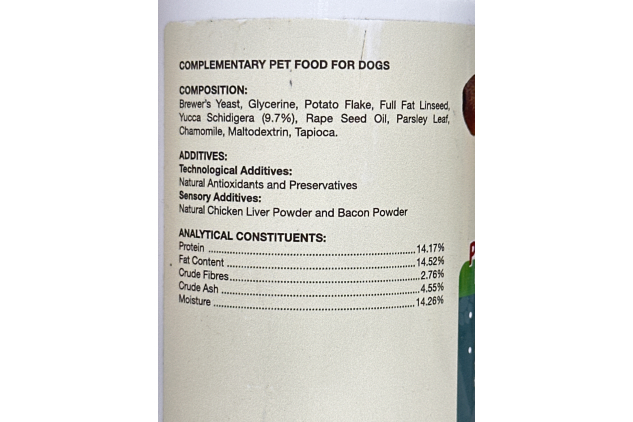 COMPLEMENTARY PET FOOD FOR DOGS
COMPOSITION:
Brewer's Yeast, Glycerine, Potato Flake, Full Fat Linseed,
Yucca Schidigera (9.7%), Rape Seed Oil, Parsley Leaf,
Chamomile, Maltodextrin, Tapioca.
ADDITIVES:
Technological Additives:
Natural Antioxidants and Preservatives
Sensory Additives:
Natural Chicken Liver Powder and Bacon Powder
ANALYTICAL CONSTITUENTS:
Protein ........................................................ 14.17%
Fat Content ........................................................ 14.52%
Crude Fibres ........................................................ 2.76%
Crude Ash ........................................................ 4.55%
Moisture ........................................................ 14.26%